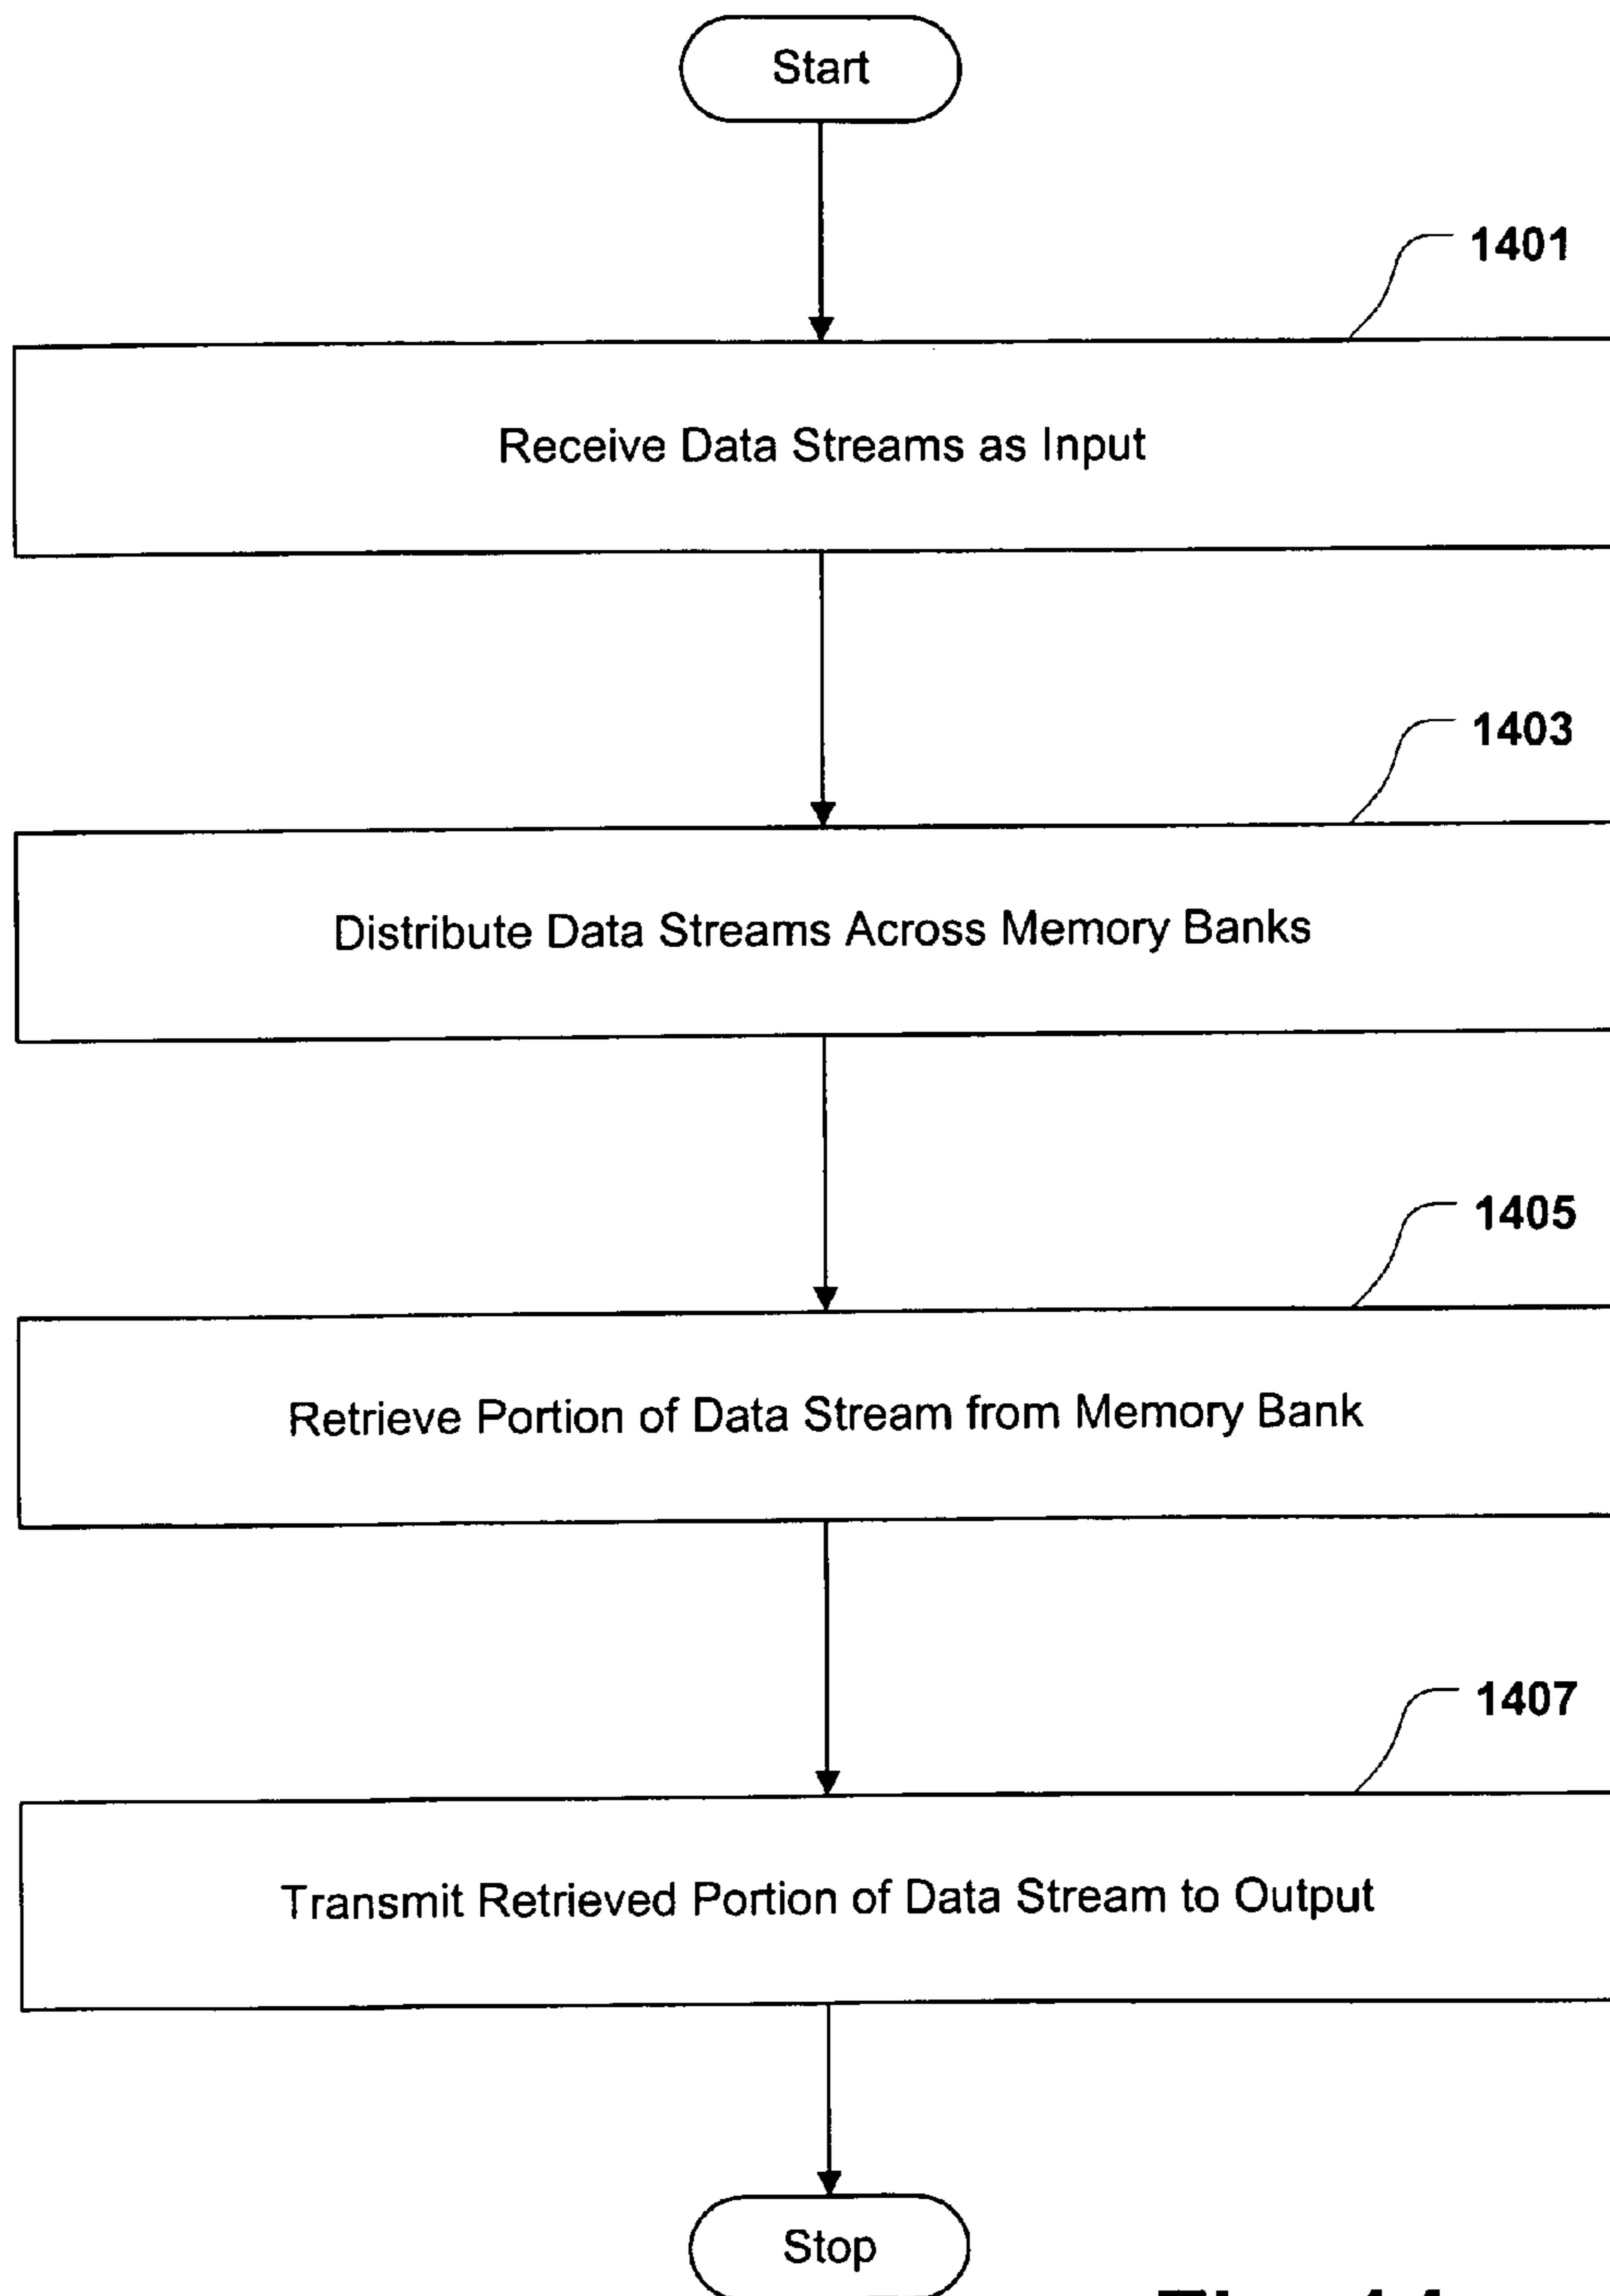 Start
1401
Receive Data Streams as Input
1403
Distribute Data Streams Across Memory Banks
1405
Retrieve Portion of Data Stream from Memory Bank
1407
Transmit Retrieved Portion of Data Stream to Output
Stop